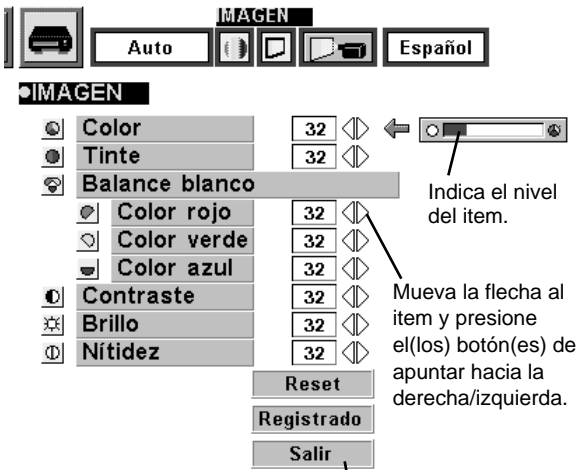 IMAGEN
Auto
Español
IMAGEN
Color 32
Tinte 32
Balance blanco
Color rojo 32
Color verde 32
Color azul 32
Contraste 32
Brillo 32
Nítidez 32
Reset
Registrado
Salir
Indica el nivel
del item.
Mueva la flecha al
item y presione
el(los) botón(es) de
apuntar hacia la
derecha/izquierda.